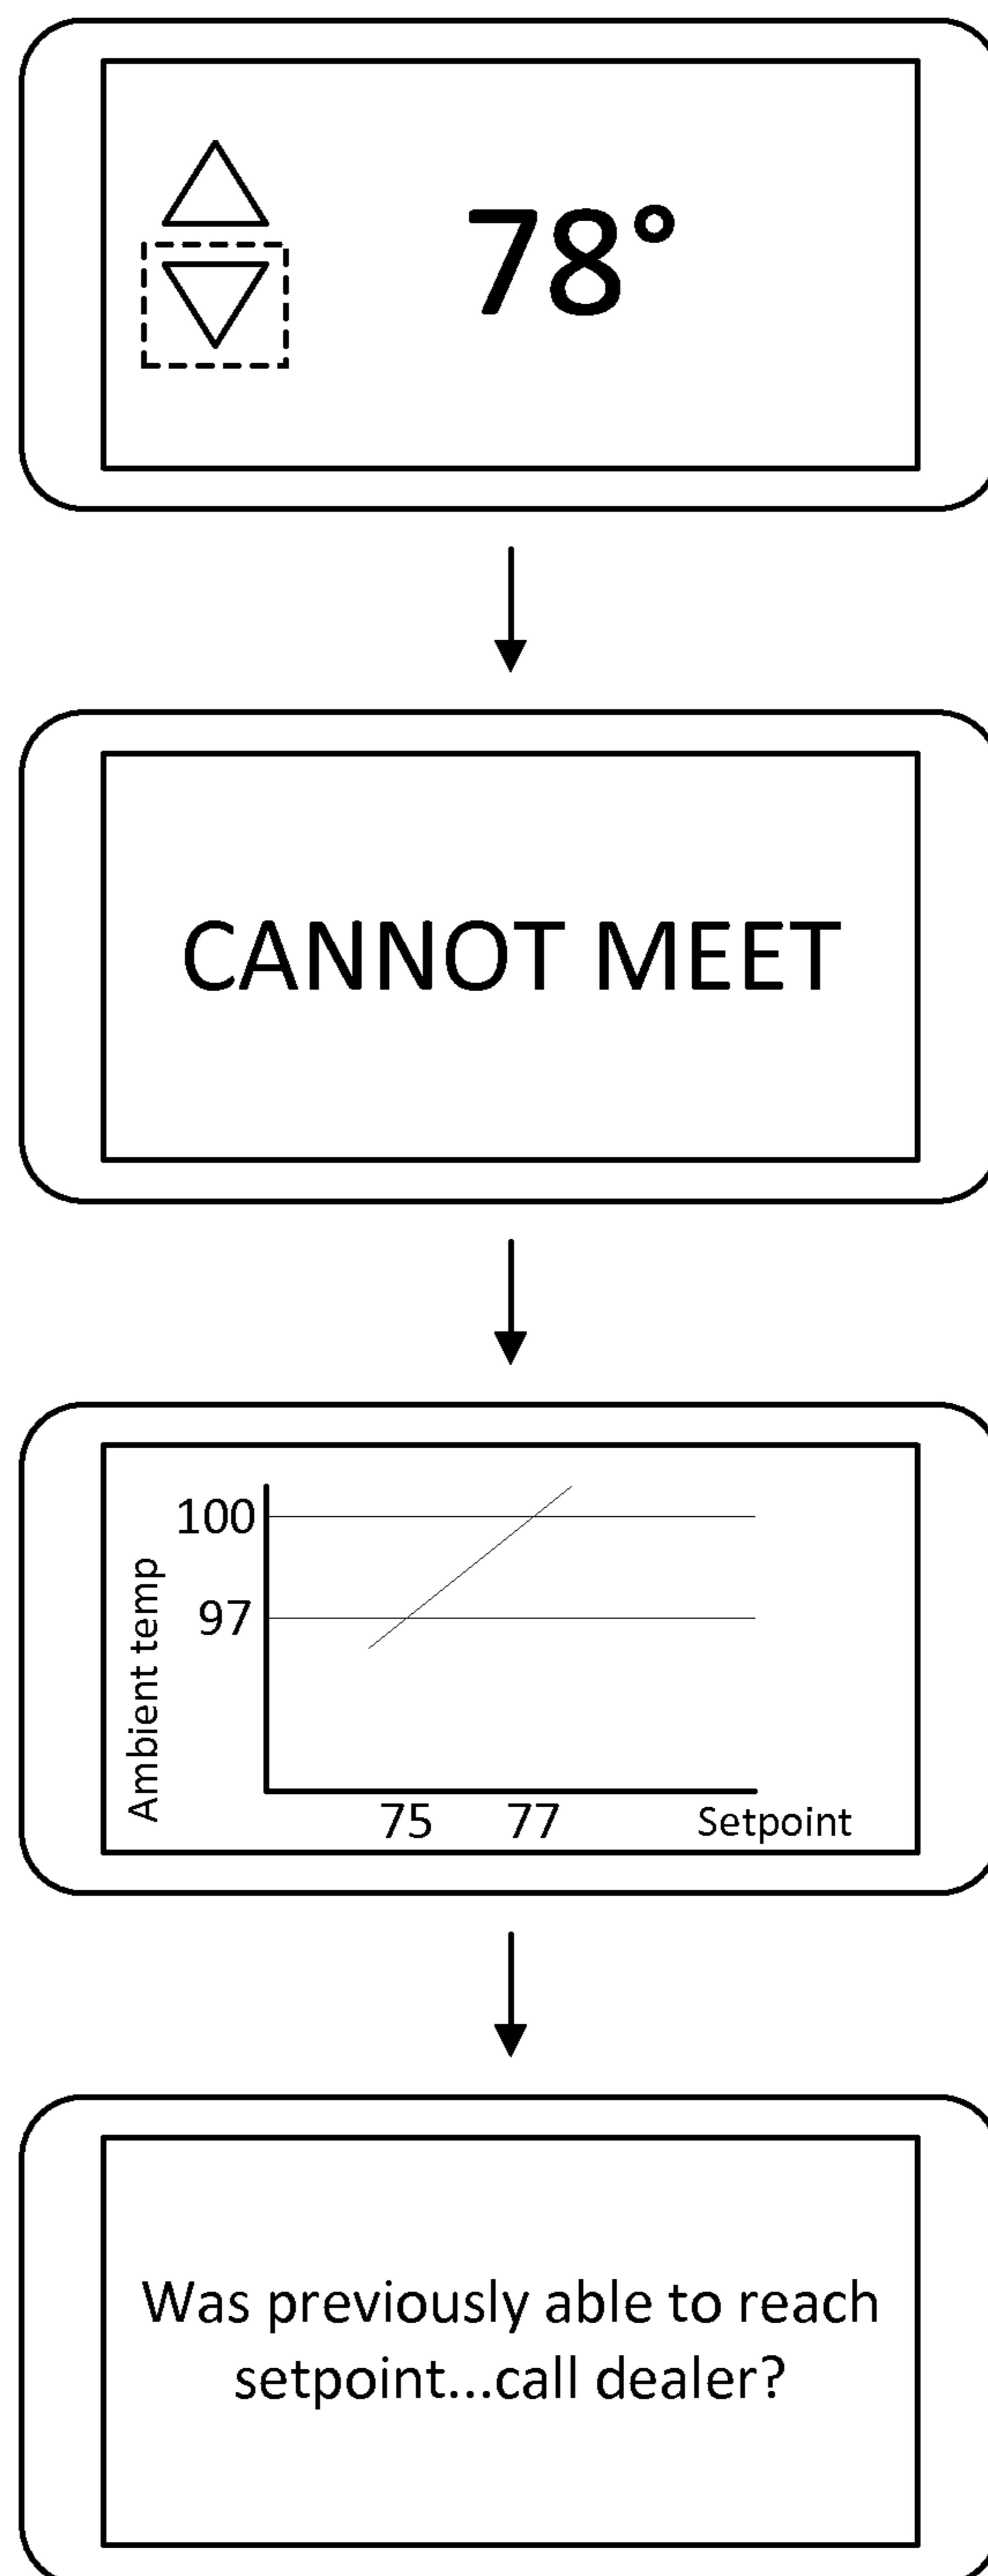 78°
CANNOT MEET
100
97
Ambient temp
75 77 Setpoint
Was previously able to reach
setpoint...call dealer?